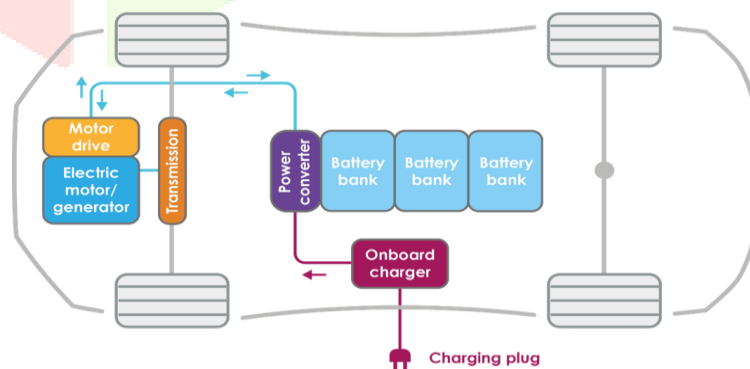 Motor
drive
Electric
motor/
generator
Transmission
Power
converter
Battery
bank
Battery
bank
Battery
bank
Onboard
charger
Charging plug